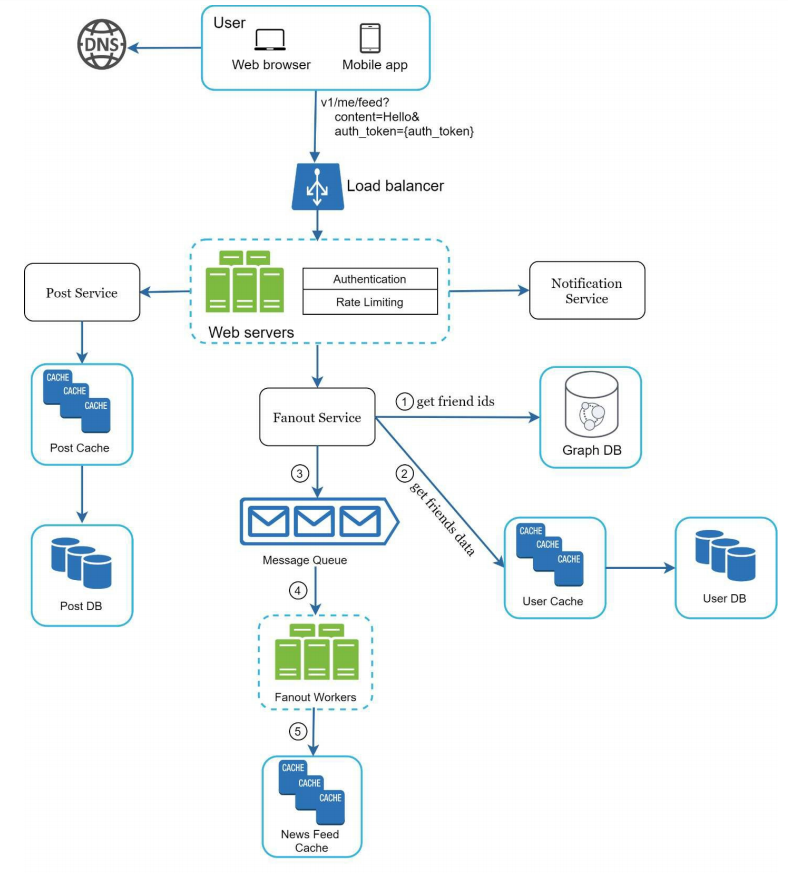 User
DNS
Web browser
Mobile app
v1/me/feed?
content=Hello&
auth_token={auth_token}
Load balancer
Authentication
Rate Limiting
Web servers
Post Service
Notification
Service
CACHE
CACHE
CACHE
Post Cache
Fanout Service
1 get friend ids
Graph DB
2
get friends data
3
Message Queue
Post DB
CACHE
CACHE
CACHE
User Cache
User DB
4
Fanout Workers
5
CACHE
CACHE
CACHE
News Feed
Cache